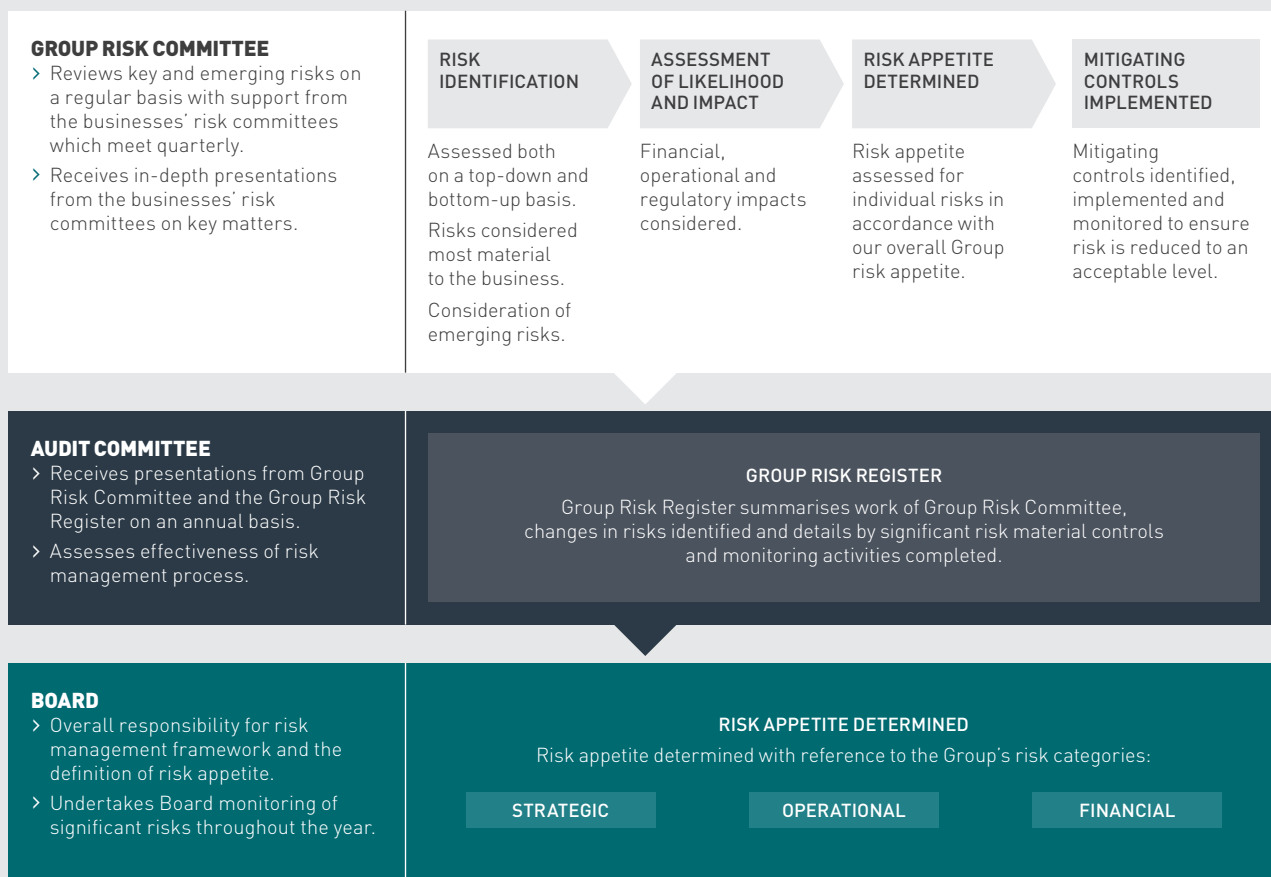 GROUP RISK COMMITTEE
> Reviews key and emerging risks on
a regular basis with support from
the businesses’ risk committees
which meet quarterly.
> Receives in-depth presentations
from the businesses’ risk
committees on key matters.
RISK
IDENTIFICATION
Assessed both
on a top-down and
bottom-up basis.
Risks considered
most material
to the business.
Consideration of
emerging risks.
ASSESSMENT
OF LIKELIHOOD
AND IMPACT
Financial,
operational and
regulatory impacts
considered.
RISK APPETITE
DETERMINED
Risk appetite
assessed for
individual risks in
accordance with
our overall Group
risk appetite.
MITIGATING
CONTROLS
IMPLEMENTED
Mitigating
controls identified,
implemented and
monitored to ensure
risk is reduced to an
acceptable level.
AUDIT COMMITTEE
> Receives presentations from Group
Risk Committee and the Group Risk
Register on an annual basis.
> Assesses effectiveness of risk
management process.
GROUP RISK REGISTER
Group Risk Register summarises work of Group Risk Committee,
changes in risks identified and details by significant risk material controls
and monitoring activities completed.
BOARD
> Overall responsibility for risk
management framework and the
definition of risk appetite.
> Undertakes Board monitoring of
significant risks throughout the year.
RISK APPETITE DETERMINED
Risk appetite determined with reference to the Group’s risk categories:
STRATEGIC
OPERATIONAL
FINANCIAL